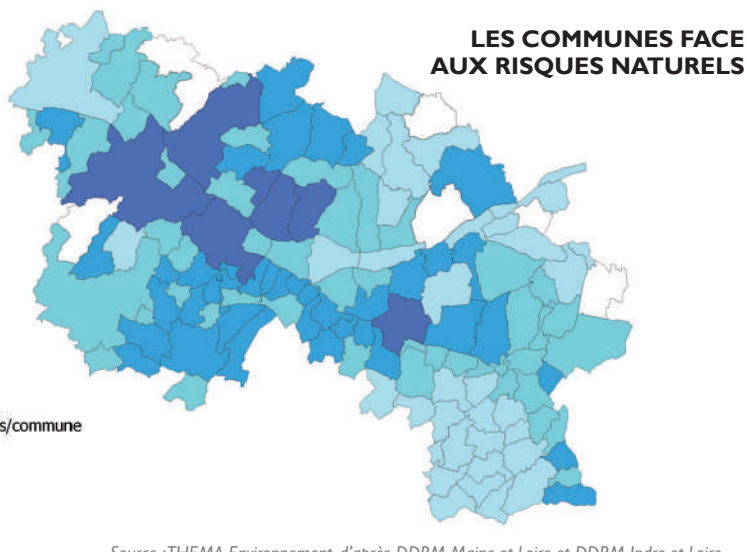 LES COMMUNES FACE
AUX RISQUES NATURELS
s/commune
Source :THEMA Environnement, d'après DDRM Maine et Loire et DDRM Indre et Loire